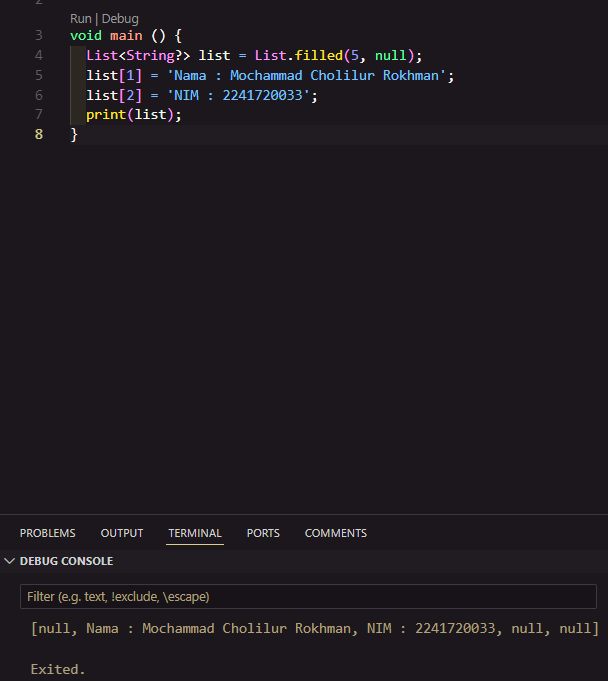 2
Run | Debug
3 void main () {
4 List<String?> list = List.filled(5, null);
5 list[1] = 'Nama : Mochammad Cholilur Rokhman';
6 list[2] = 'NIM : 2241720033';
7 print(list);
8 }
PROBLEMS OUTPUT TERMINAL PORTS COMMENTS
DEBUG CONSOLE
Filter (e.g. text, !exclude, \escape)
[null, Nama : Mochammad Cholilur Rokhman, NIM : 2241720033, null, null]
Exited.